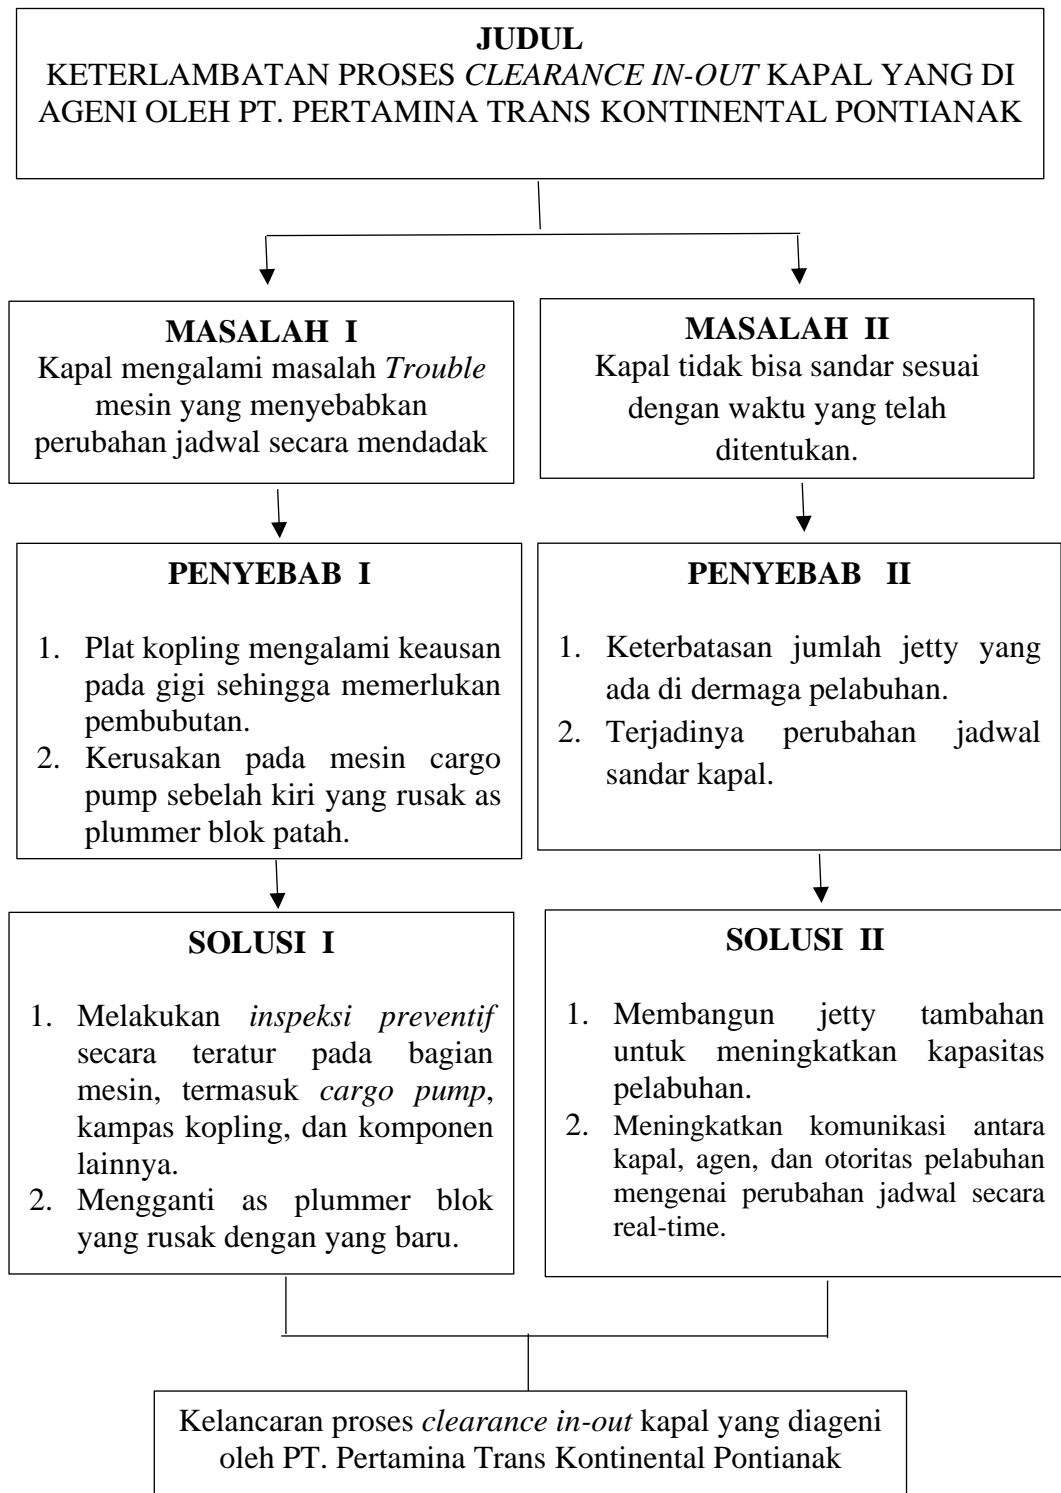 JUDUL
KETERLAMBATAN PROSES CLEARANCE IN-OUT KAPAL YANG DI
AGENI OLEH PT. PERTAMINA TRANS KONTINENTAL PONTIANAK
MASALAH I
Kapal mengalami masalah Trouble
mesin yang menyebabkan
perubahan jadwal secara mendadak
MASALAH II
Kapal tidak bisa sandar sesuai
dengan waktu yang telah
ditentukan.
PENYEBAB I
1. Plat kopling mengalami keausan
pada gigi sehingga memerlukan
pembubutan.
2. Kerusakan pada mesin cargo
pump sebelah kiri yang rusak as
plummer blok patah.
PENYEBAB II
1. Keterbatasan jumlah jetty yang
ada di dermaga pelabuhan.
2. Terjadinya perubahan jadwal
sandar kapal.
SOLUSI I
1. Melakukan inspeksi preventif
secara teratur pada bagian
mesin, termasuk cargo pump,
kampas kopling, dan komponen
lainnya.
2. Mengganti as plummer blok
yang rusak dengan yang baru.
SOLUSI II
1. Membangun jetty tambahan
untuk meningkatkan kapasitas
pelabuhan.
2. Meningkatkan komunikasi antara
kapal, agen, dan otoritas pelabuhan
mengenai perubahan jadwal secara
real-time.
Kelancaran proses clearance in-out kapal yang diageni
oleh PT. Pertamina Trans Kontinental Pontianak